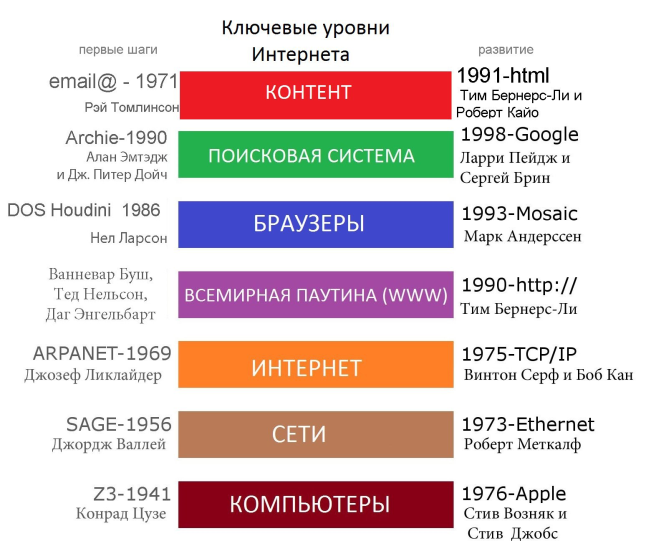 Ключевые уровни
Интернета
первые шаги
развитие
email@ - 1971
Рэй Томлинсон
КОНТЕНТ
1991-html
Тим Бернерс-Ли и
Роберт Кайо
Archie-1990
Алан Эмтэдж
и Дж. Питер Дойч
ПОИСКОВАЯ СИСТЕМА
1998-Google
Ларри Пейдж и
Сергей Брин
DOS Houdini 1986
Нел Ларсон
БРАУЗЕРЫ
1993-Mosaic
Марк Андерссен
Ванневар Буш,
Тед Нельсон,
Даг Энгельбарт
ВСЕМИРНАЯ ПАУТИНА (WWW)
1990-http://
Тим Бернерс-Ли
ARPANET-1969
Джозеф Ликлайдер
ИНТЕРНЕТ
1975-TCP/IP
Винтон Серф и Боб Кан
SAGE-1956
Джордж Валлей
СЕТИ
1973-Ethernet
Роберт Меткалф
Z3-1941
Конрад Цузе
КОМПЬЮТЕРЫ
1976-Apple
Стив Возняк и
Стив Джобс